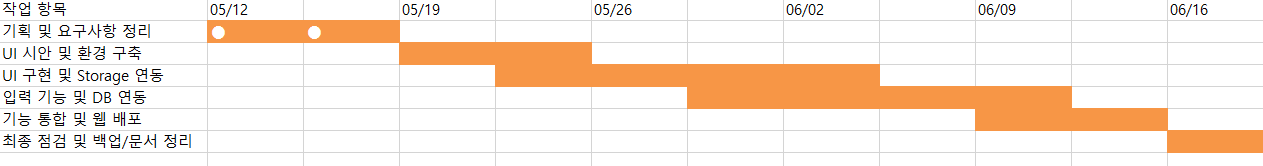 작업 항목 05/12 05/19 05/26 06/02 06/09 06/16
기획 및 요구사항 정리
UI 시안 및 환경 구축
UI 구현 및 Storage 연동
입력 기능 및 DB 연동
기능 통합 및 웹 배포
최종 점검 및 백업/문서 정리